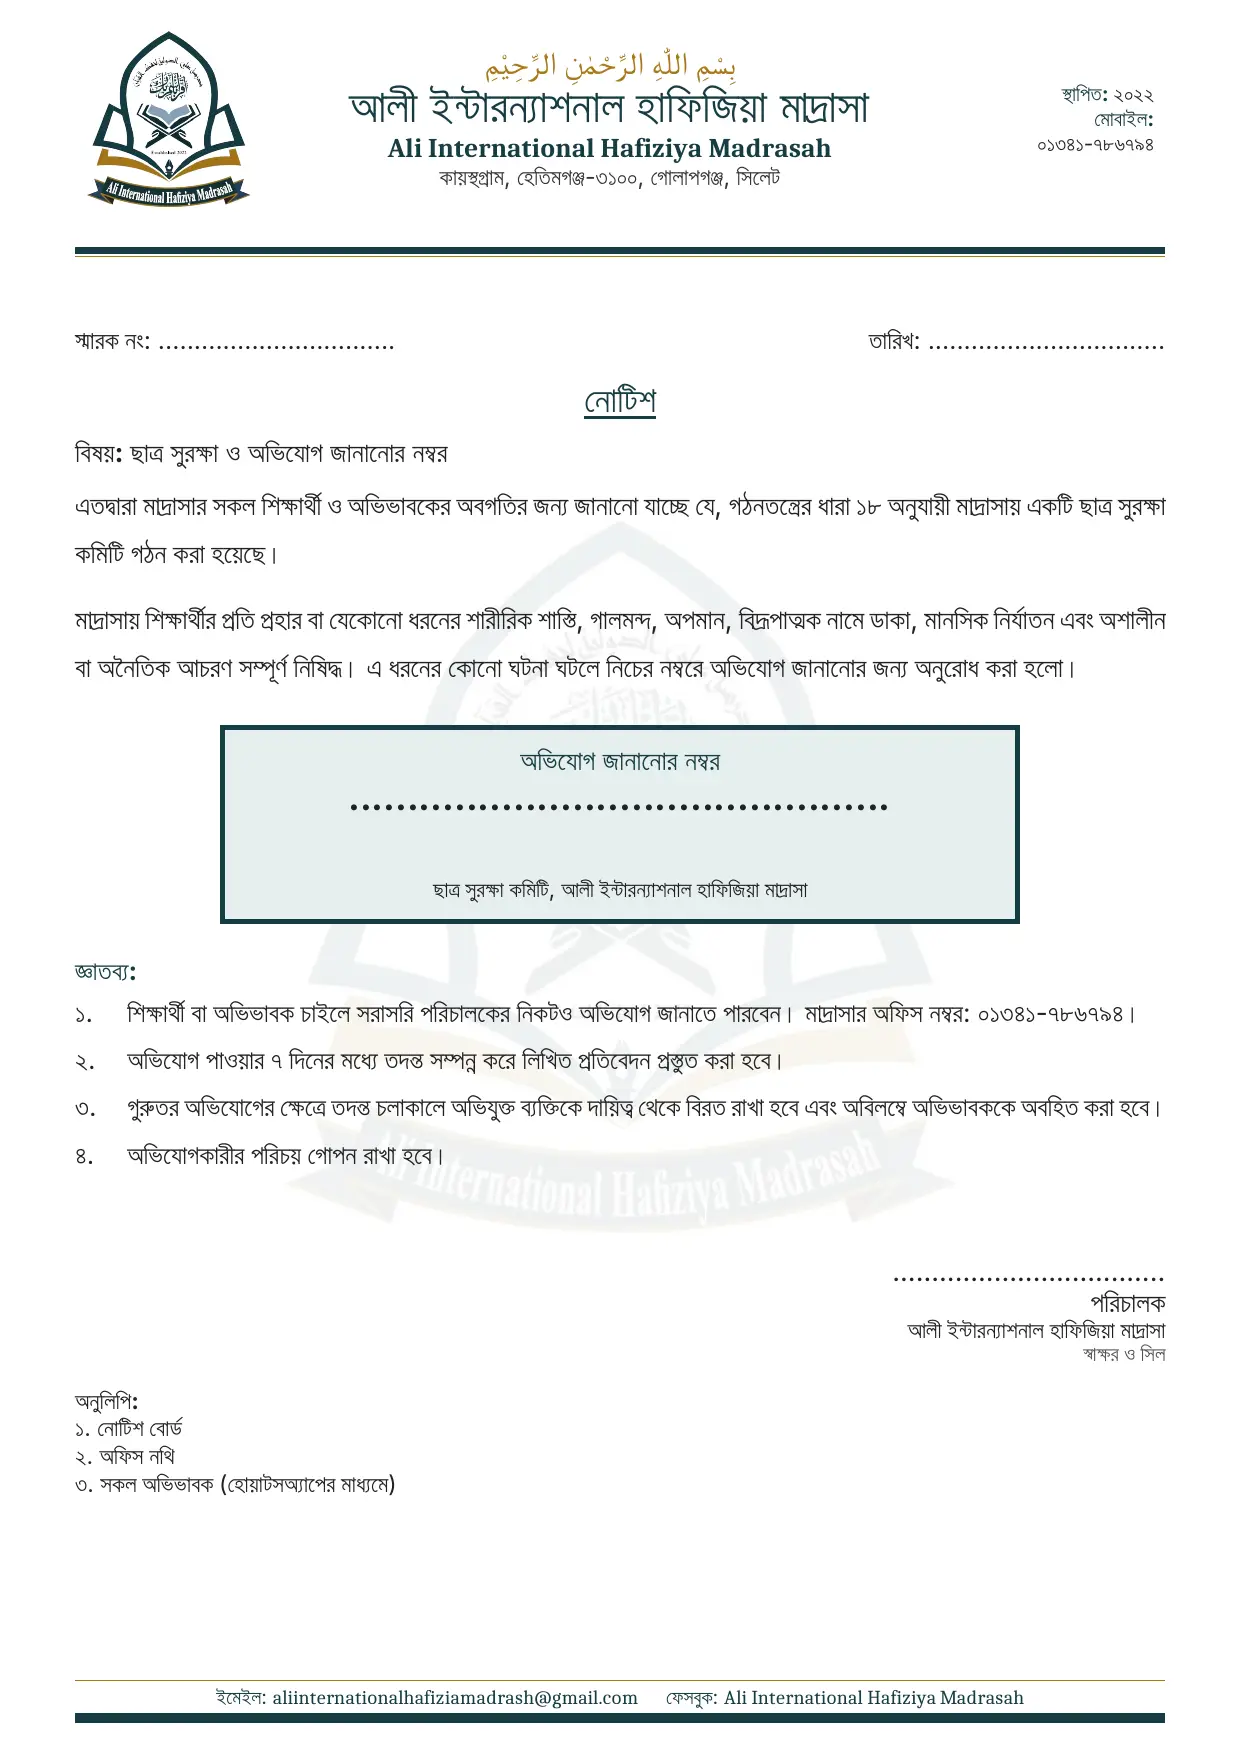 بِسْمِ اللّٰهِ الرَّحْمٰنِ الرَّحِيْمِ
আলী ইন্টারন্যাশনাল হাফিজিয়া মাদ্রাসা
Ali International Hafiziya Madrasah
কায়স্থগ্রাম, হেতিমগঞ্জ-৩১০০, গোলাপগঞ্জ, সিলেট
স্থাপিত: ২০২২
মোবাইল:
০১৩৪১-৭৮৬৭৯৪
Established 2022
Ali International Hafiziya Madrasah
স্মারক নং: .................................
তারিখ: .................................
নোটিশ
বিষয়: ছাত্র সুরক্ষা ও অভিযোগ জানানোর নম্বর
এতদ্বারা মাদ্রাসার সকল শিক্ষার্থী ও অভিভাবকের অবগতির জন্য জানানো যাচ্ছে যে, গঠনতন্ত্রের ধারা ১৮ অনুযায়ী মাদ্রাসায় একটি ছাত্র সুরক্ষা
কমিটি গঠন করা হয়েছে।
মাদ্রাসায় শিক্ষার্থীর প্রতি প্রহার বা যেকোনো ধরনের শারীরিক শাস্তি, গালমন্দ, অপমান, বিদ্রূপাত্মক নামে ডাকা, মানসিক নির্যাতন এবং অশালীন
বা অনৈতিক আচরণ সম্পূর্ণ নিষিদ্ধ। এ ধরনের কোনো ঘটনা ঘটলে নিচের নম্বরে অভিযোগ জানানোর জন্য অনুরোধ করা হলো।
অভিযোগ জানানোর নম্বর
..............................................
ছাত্র সুরক্ষা কমিটি, আলী ইন্টারন্যাশনাল হাফিজিয়া মাদ্রাসা
জ্ঞাতব্য:
১. শিক্ষার্থী বা অভিভাবক চাইলে সরাসরি পরিচালকের নিকটও অভিযোগ জানাতে পারবেন। মাদ্রাসার অফিস নম্বর: ০১৩৪১-৭৮৬৭৯৪।
২. অভিযোগ পাওয়ার ৭ দিনের মধ্যে তদন্ত সম্পন্ন করে লিখিত প্রতিবেদন প্রস্তুত করা হবে।
৩. গুরুতর অভিযোগের ক্ষেত্রে তদন্ত চলাকালে অভিযুক্ত ব্যক্তিকে দায়িত্ব থেকে বিরত রাখা হবে এবং অবিলম্বে অভিভাবককে অবহিত করা হবে।
৪. অভিযোগকারীর পরিচয় গোপন রাখা হবে।
Ali International Hafiziya Madrasah
...................................
পরিচালক
আলী ইন্টারন্যাশনাল হাফিজিয়া মাদ্রাসা
স্বাক্ষর ও সিল
অনুলিপি:
১. নোটিশ বোর্ড
২. অফিস নথি
৩. সকল অভিভাবক (হোয়াটসঅ্যাপের মাধ্যমে)
ইমেইল: aliinternationalhafiziamadrash@gmail.com ফেসবুক: Ali International Hafiziya Madrasah